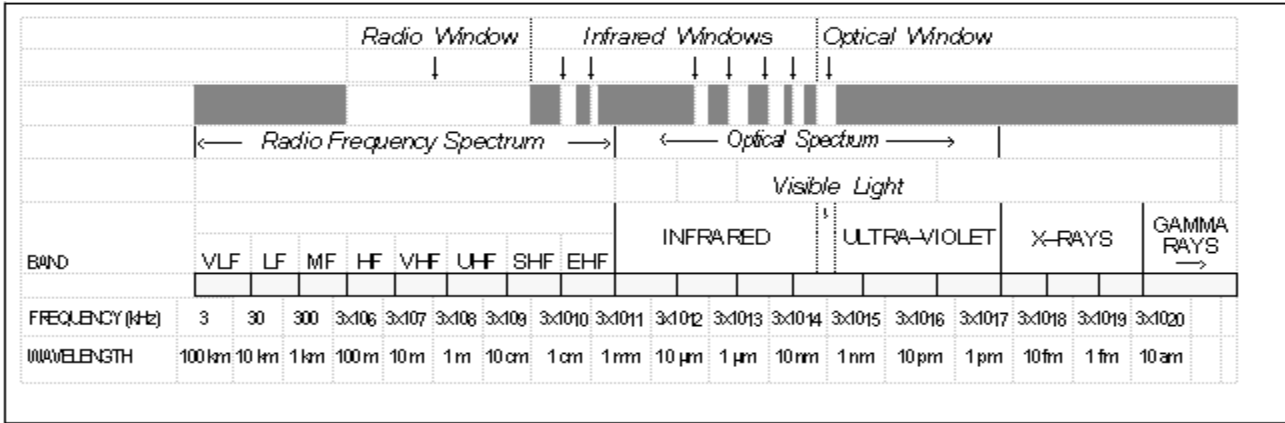 Radio Window Infrared Windows Optical Window
Radio Frequency Spectrum Optical Spectrum
Visible Light
INFRARED ULTRA-VIOLET X-RAYS GAMMA RAYS
BAND VLF LF MF HF VHF UHF SHF EHF
FREQUENCY (kHz) 3 30 300 3x106 3x107 3x108 3x109 3x1010 3x1011 3x1012 3x1013 3x1014 3x1015 3x1016 3x1017 3x1018 3x1019 3x1020
WAVELENGTH 100 km 10 km 1 km 100 m 10 m 1 m 10 cm 1 cm 1 mm 10 µm 1 µm 10 nm 1 nm 10 pm 1 pm 10 fm 1 fm 10 am